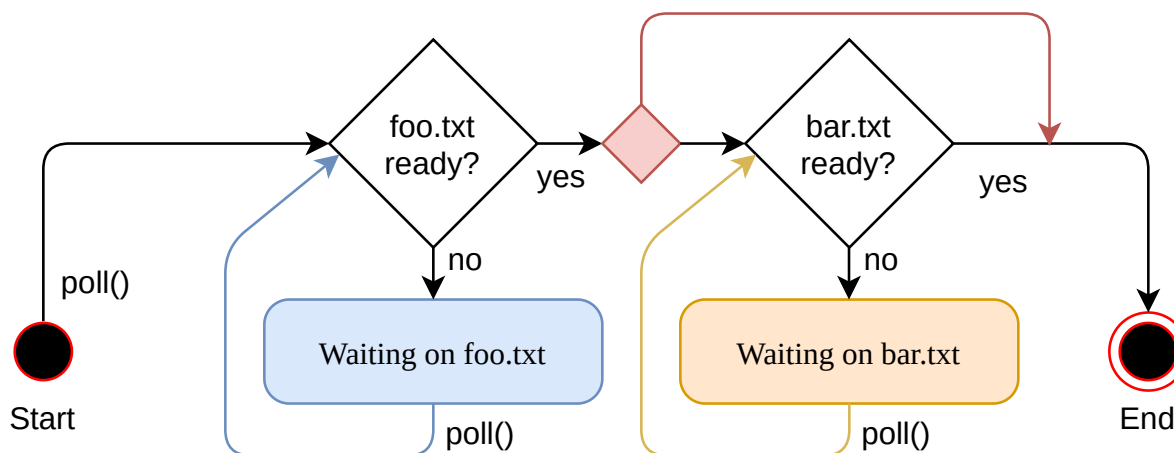 foo.txt
ready?
yes
bar.txt
ready?
yes
poll()
no
no
Waiting on foo.txt
Waiting on bar.txt
Start
poll()
poll()
End